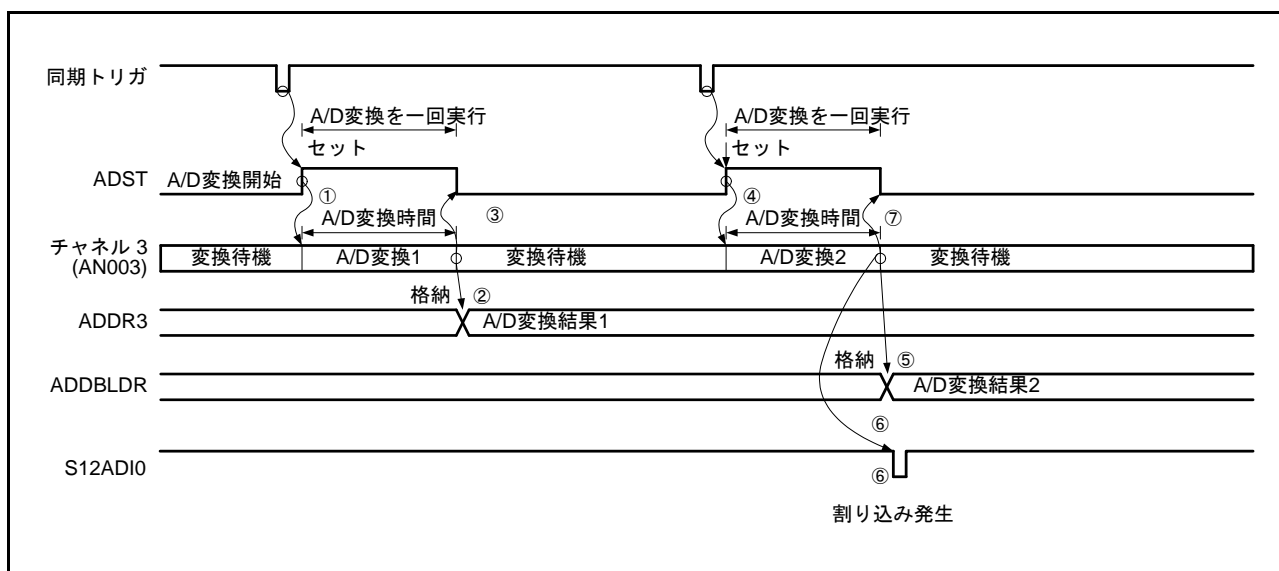 同期トリガ
A/D変換を一回実行
A/D変換を一回実行
セット
セット
ADST
A/D変換開始
①
③
④
⑦
A/D変換時間
A/D変換時間
チャネル 3
(AN003)
変換待機
A/D変換1
変換待機
A/D変換2
変換待機
格納
②
ADDR3
A/D変換結果1
格納
⑤
ADDBLDR
A/D変換結果2
⑥
S12ADI0
⑥
割り込み発生